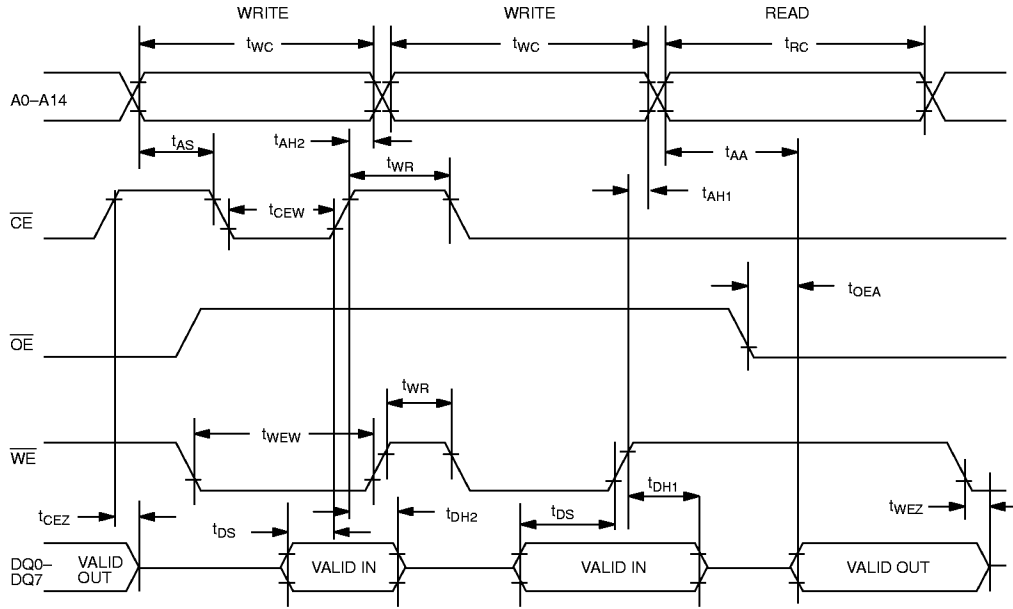 WRITE WRITE READ
tWC tWC tRC
A0–A14
tAS tAH2 tWR tAA
tAH1
CE tCEW
tOEA
OE
tWR
WE tWEW
tDH1
tCEZ tDS tDH2 tDS tWEZ
DQ0–
DQ7
VALID
OUT
VALID IN VALID IN VALID OUT